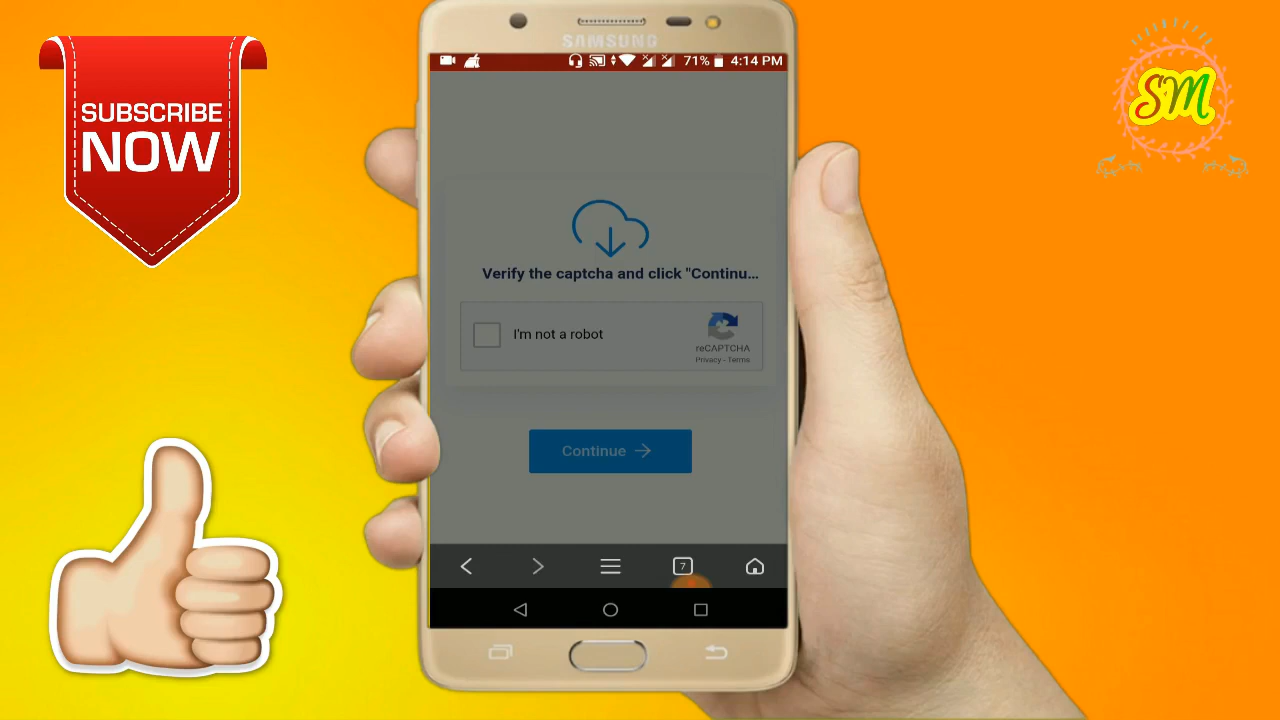 SUBSCRIBE
NOW
SAMSUNG
71% 4:14 PM
SM
Verify the captcha and click "Continu...
I'm not a robot
reCAPTCHA
Privacy - Terms
Continue
7